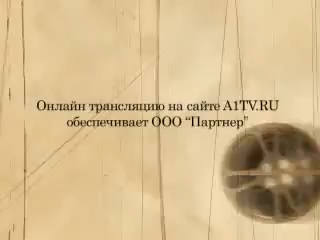 Онлайн трансляцию на сайте A1TV.RU
обеспечивает ООО “Партнер"